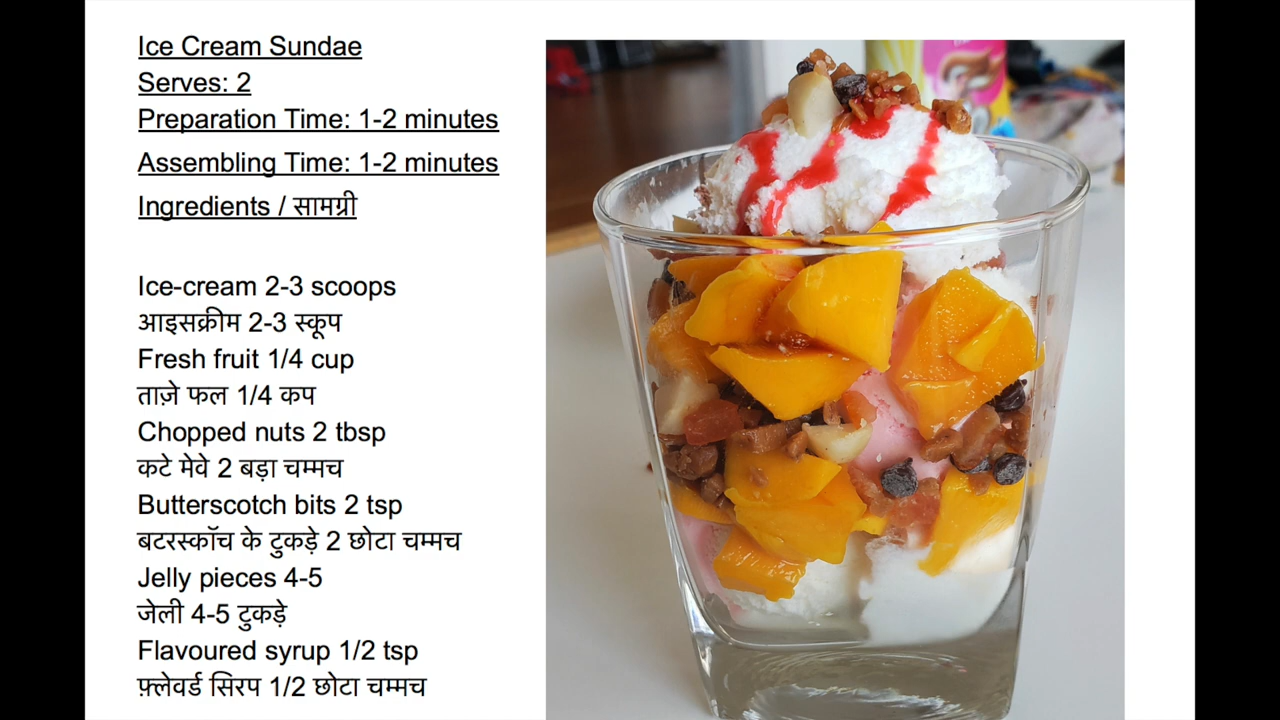 Ice Cream Sundae
Serves: 2
Preparation Time: 1-2 minutes
Assembling Time: 1-2 minutes
Ingredients / सामग्री
Ice-cream 2-3 scoops
आइसक्रीम 2-3 स्कूप
Fresh fruit 1/4 cup
ताज़े फल 1/4 कप
Chopped nuts 2 tbsp
कटे मेवे 2 बड़ा चम्मच
Butterscotch bits 2 tsp
बटरस्कॉच के टुकड़े 2 छोटा चम्मच
Jelly pieces 4-5
जेली 4-5 टुकड़े
Flavoured syrup 1/2 tsp
फ़्लेवर्ड सिरप 1/2 छोटा चम्मच